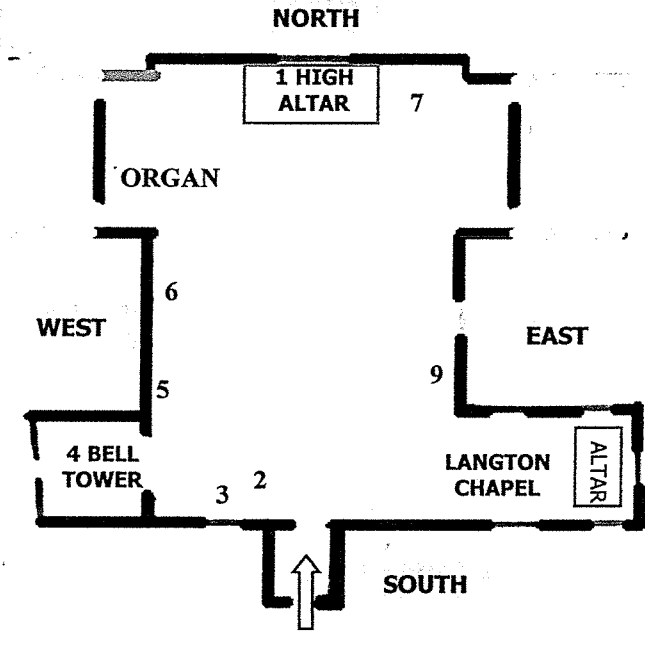 NORTH
1 HIGH
ALTAR
7
ORGAN
6
WEST
EAST
9
5
4 BELL
TOWER
LANGTON
CHAPEL
ALTAR
2
3
SOUTH